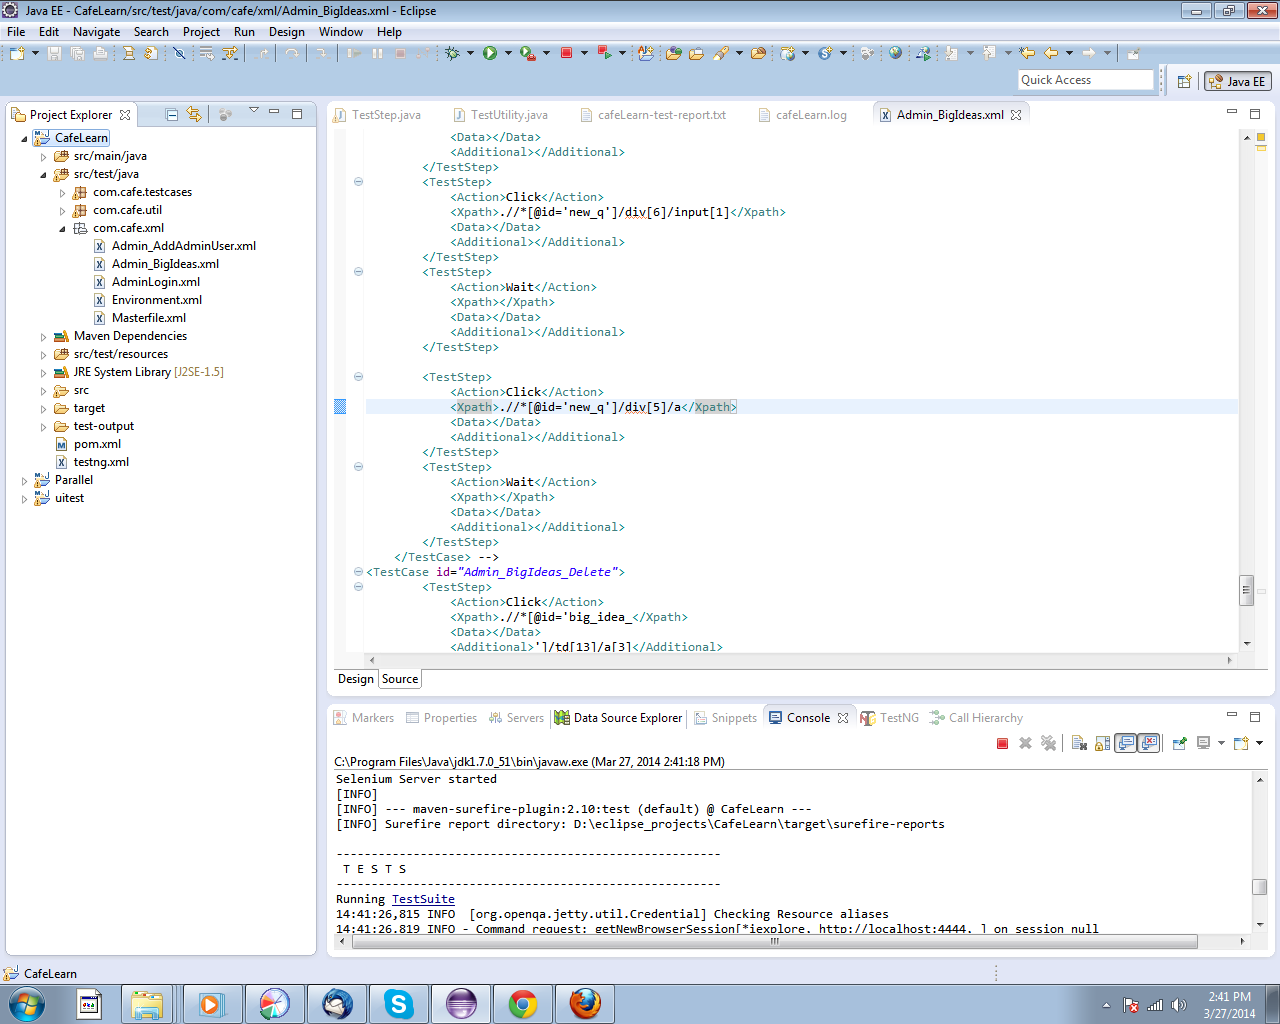 Java EE - CafeLearn/src/test/java/com/cafe/xml/Admin_BigIdeas.xml - Eclipse
File Edit Navigate Search Project Run Design Window Help
Quick Access
Java EE
Project Explorer
CafeLearn
src/main/java
src/test/java
com.cafe.testcases
com.cafe.util
com.cafe.xml
Admin_AddAdminUser.xml
Admin_BigIdeas.xml
AdminLogin.xml
Environment.xml
Masterfile.xml
Maven Dependencies
src/test/resources
JRE System Library [J2SE-1.5]
src
target
test-output
pom.xml
testng.xml
Parallel
uitest
TestStep.java TestUtility.java cafeLearn-test-report.txt cafeLearn.log Admin_BigIdeas.xml
<Data></Data>
<Additional></Additional>
</TestStep>
<TestStep>
<Action>Click</Action>
<Xpath>.//*[@id='new_q']/div[6]/input[1]</Xpath>
<Data></Data>
<Additional></Additional>
</TestStep>
<TestStep>
<Action>Wait</Action>
<Xpath></Xpath>
<Data></Data>
<Additional></Additional>
</TestStep>
<TestStep>
<Action>Click</Action>
<Xpath>.//*[@id='new_q']/div[5]/a</Xpath>
<Data></Data>
<Additional></Additional>
</TestStep>
<TestStep>
<Action>Wait</Action>
<Xpath></Xpath>
<Data></Data>
<Additional></Additional>
</TestStep>
</TestCase> -->
<TestCase id="Admin_BigIdeas_Delete">
<TestStep>
<Action>Click</Action>
<Xpath>.//*[@id='big_idea_</Xpath>
<Data></Data>
<Additional>']/td[13]/a[3]</Additional>
Design Source
Markers Properties Servers Data Source Explorer Snippets Console TestNG Call Hierarchy
C:\Program Files\Java\jdk1.7.0_51\bin\javaw.exe (Mar 27, 2014 2:41:18 PM)
Selenium Server started
[INFO]
[INFO] --- maven-surefire-plugin:2.10:test (default) @ CafeLearn ---
[INFO] Surefire report directory: D:\eclipse_projects\CafeLearn\target\surefire-reports
-------------------------------------------------------
T E S T S
-------------------------------------------------------
Running TestSuite
14:41:26,815 INFO  [org.openqa.jetty.util.Credential] Checking Resource aliases
14:41:26,819 INFO - Command request: getNewBrowserSession[*iexplore, http://localhost:4444, ] on session null
CafeLearn
2:41 PM
3/27/2014